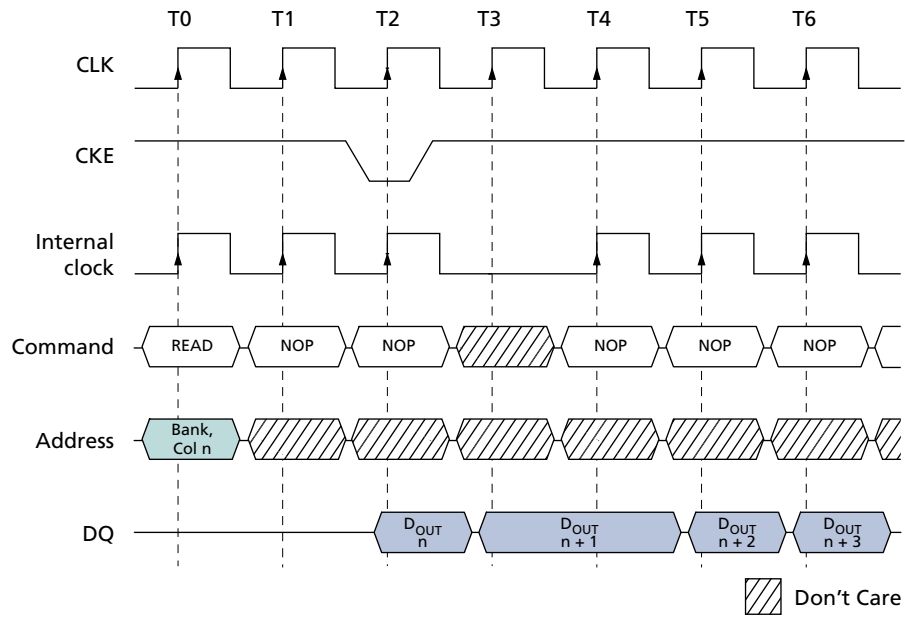 T0 T1 T2 T3 T4 T5 T6
CLK
CKE
Internal
clock
Command READ NOP NOP NOP NOP NOP
Address Bank,
Col n
DQ DOUT n DOUT n + 1 DOUT n + 2 DOUT n + 3
Don't Care